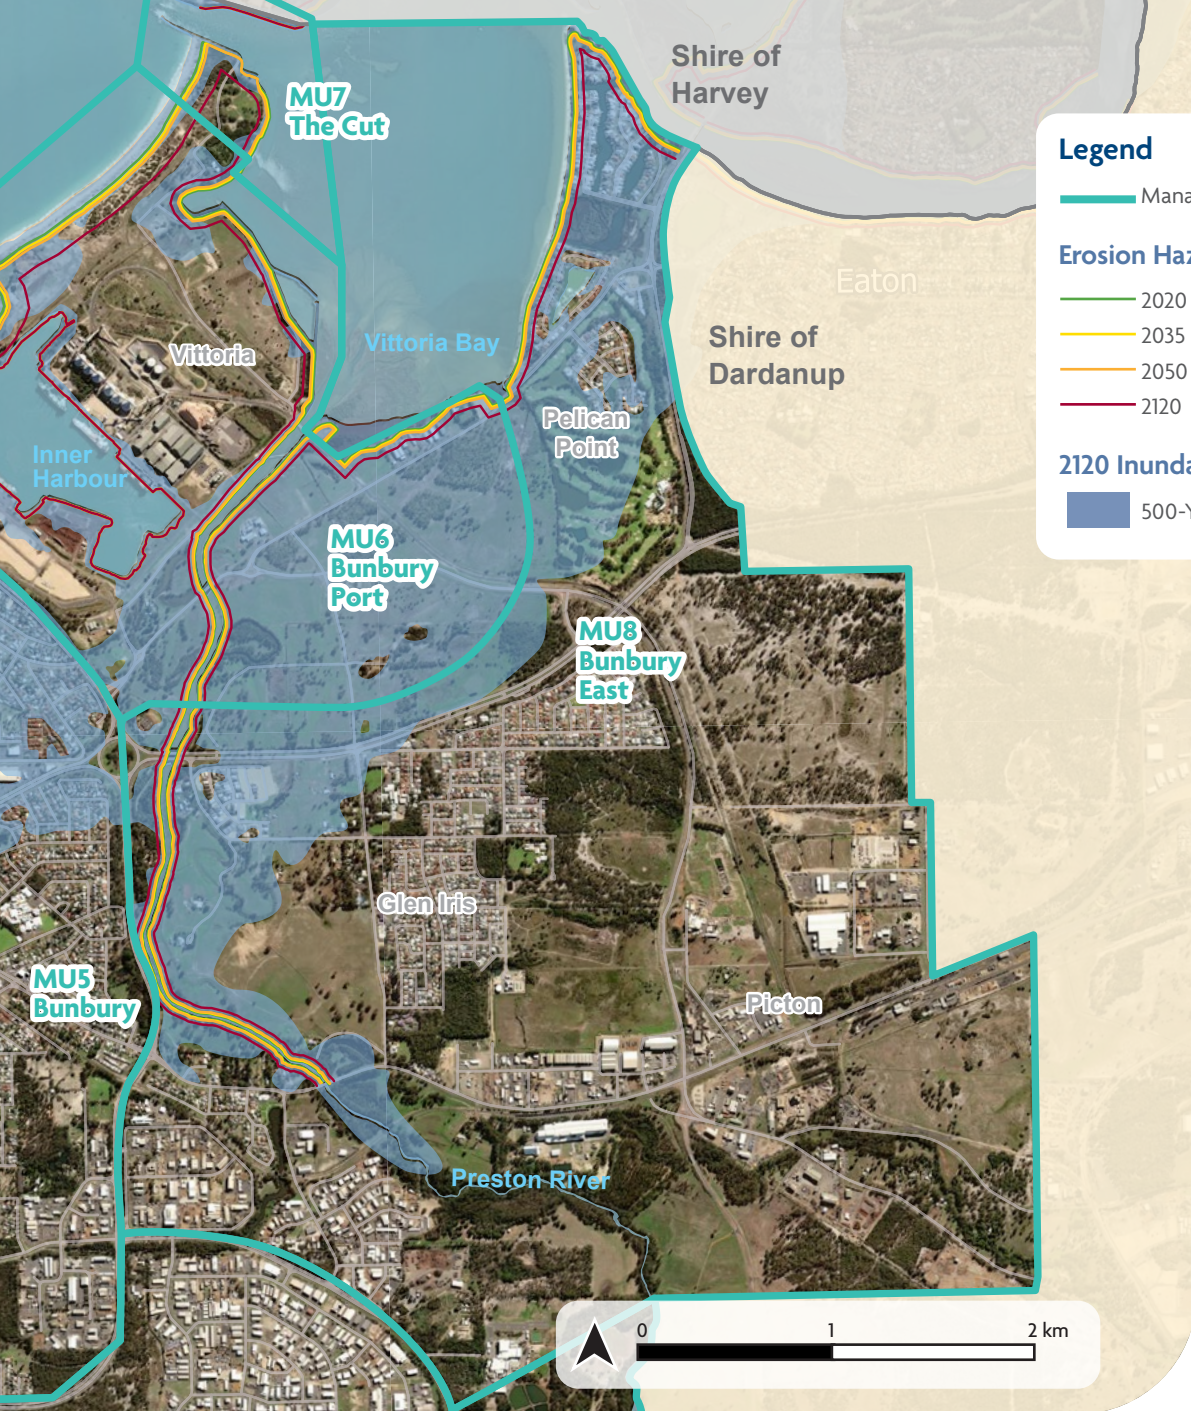 Shire of
Harvey
MU7
The Cut
Legend
Mana
Erosion Haz
2020
2035
2050
2120
2120 Inunda
500-Y
Eaton
Shire of
Dardanup
Vittoria Bay
Vittoria
Pelican
Point
Inner
Harbour
MU6
Bunbury
Port
MU8
Bunbury
East
Glen Iris
MU5
Bunbury
Picton
Preston River
0 1 2 km